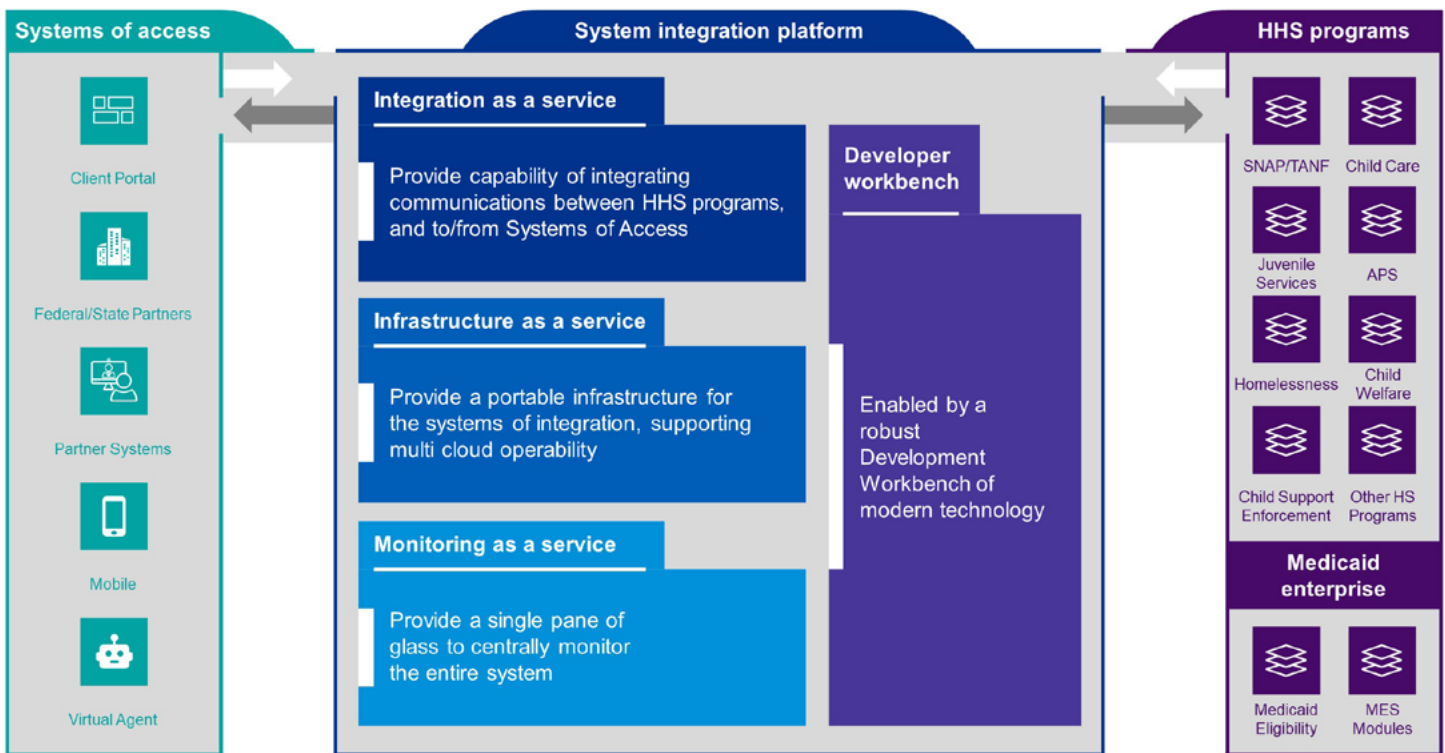 Systems of access
Client Portal
Federal/State Partners
Partner Systems
Mobile
Virtual Agent
System integration platform
Integration as a service
Provide capability of integrating
communications between HHS programs,
and to/from Systems of Access
Infrastructure as a service
Provide a portable infrastructure for
the systems of integration, supporting
multi cloud operability
Monitoring as a service
Provide a single pane of
glass to centrally monitor
the entire system
Developer
workbench
Enabled by a
robust
Development
Workbench of
modern technology
HHS programs
SNAP/TANF
Child Care
Juvenile
Services
APS
Homelessness
Child
Welfare
Child Support
Enforcement
Other HS
Programs
Medicaid
enterprise
Medicaid
Eligibility
MES
Modules